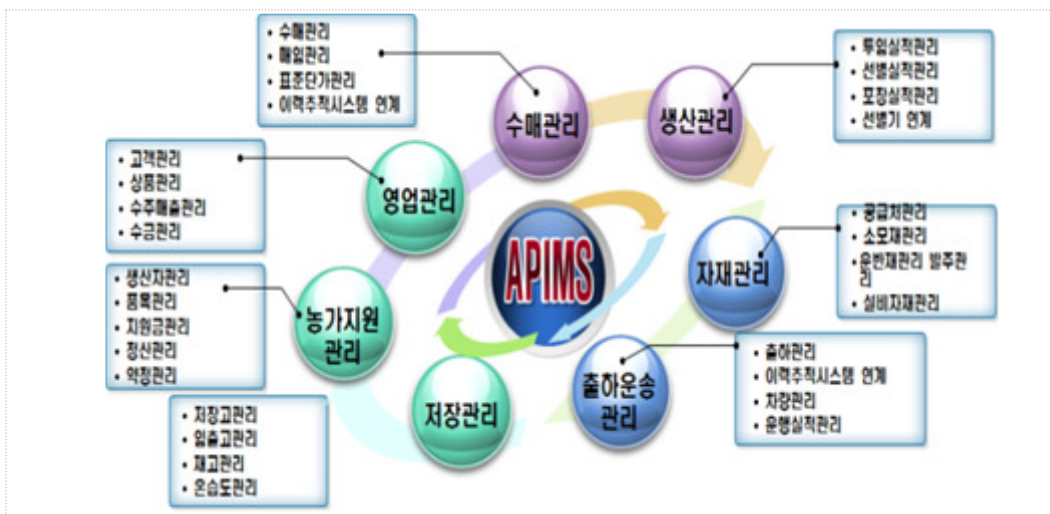 • 수매관리
• 매입관리
• 표준단가관리
• 이력추적시스템 연계
수매관리
생산관리
• 투입실적관리
• 선별실적관리
• 포장실적관리
• 선별기 연계
• 고객관리
• 상품관리
• 수주매출관리
• 수금관리
영업관리
APIMS
자재관리
• 공급처관리
• 소모재관리
• 운반재관리 발주관
리
• 설비자재관리
• 생산자관리
• 품목관리
• 지원금관리
• 정산관리
• 약정관리
농가지원
관리
저장관리
출하운송
관리
• 출하관리
• 이력추적시스템 연계
• 차량관리
• 운행실적관리
• 저장고관리
• 입출고관리
• 재고관리
• 온습도관리